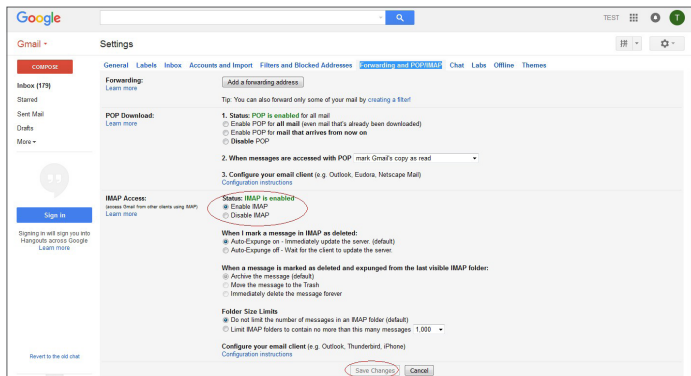 Google
TEST
T
Gmail
Settings
COMPOSE
Inbox (179)
Starred
Sent Mail
Drafts
More
Sign in
Signing in will sign you into
Hangouts across Google
Learn more
Revert to the old chat
General Labels Inbox Accounts and Import Filters and Blocked Addresses Forwarding and POP/IMAP Chat Labs Offline Themes
Forwarding:
Learn more
Add a forwarding address
Tip: You can also forward only some of your mail by creating a filter!
POP Download:
Learn more
1. Status: POP is enabled for all mail
Enable POP for all mail (even mail that's already been downloaded)
Enable POP for mail that arrives from now on
Disable POP
2. When messages are accessed with POP mark Gmail's copy as read
3. Configure your email client (e.g. Outlook, Eudora, Netscape Mail)
Configuration instructions
IMAP Access:
(access Gmail from other clients using IMAP)
Learn more
Status: IMAP is enabled
Enable IMAP
Disable IMAP
When I mark a message in IMAP as deleted:
Auto-Expunge on - Immediately update the server. (default)
Auto-Expunge off - Wait for the client to update the server.
When a message is marked as deleted and expunged from the last visible IMAP folder:
Archive the message (default)
Move the message to the Trash
Immediately delete the message forever
Folder Size Limits
Do not limit the number of messages in an IMAP folder (default)
Limit IMAP folders to contain no more than this many messages 1,000
Configure your email client (e.g. Outlook, Thunderbird, iPhone)
Configuration instructions
Save Changes Cancel